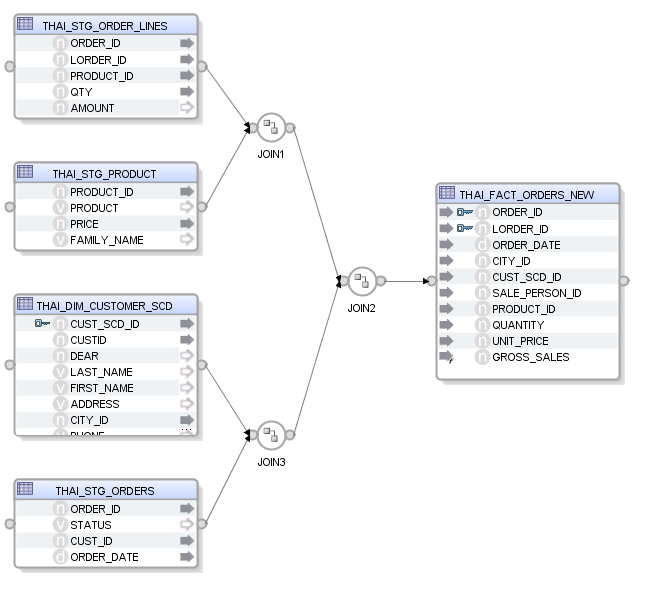 THAI_STG_ORDER_LINES
n ORDER_ID
n LORDER_ID
n PRODUCT_ID
n QTY
n AMOUNT
THAI_STG_PRODUCT
n PRODUCT_ID
v PRODUCT
n PRICE
v FAMILY_NAME
THAI_DIM_CUSTOMER_SCD
n CUST_SCD_ID
n CUSTID
n DEAR
v LAST_NAME
v FIRST_NAME
v ADDRESS
n CITY_ID
v PHONE
THAI_STG_ORDERS
n ORDER_ID
v STATUS
n CUST_ID
d ORDER_DATE
JOIN1
JOIN3
JOIN2
THAI_FACT_ORDERS_NEW
n ORDER_ID
n LORDER_ID
d ORDER_DATE
n CITY_ID
n CUST_SCD_ID
n SALE_PERSON_ID
n PRODUCT_ID
n QUANTITY
n UNIT_PRICE
n GROSS_SALES